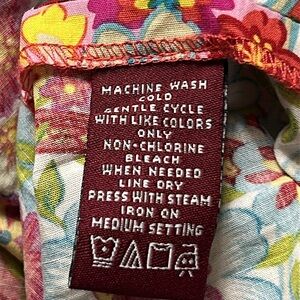 MACHINE WASH
COLD
GENTLE CYCLE
WITH LIKE COLORS
ONLY
NON-CHLORINE
BLEACH
WHEN NEEDED
LINE DRY
PRESS WITH STEAM
IRON ON
MEDIUM SETTING